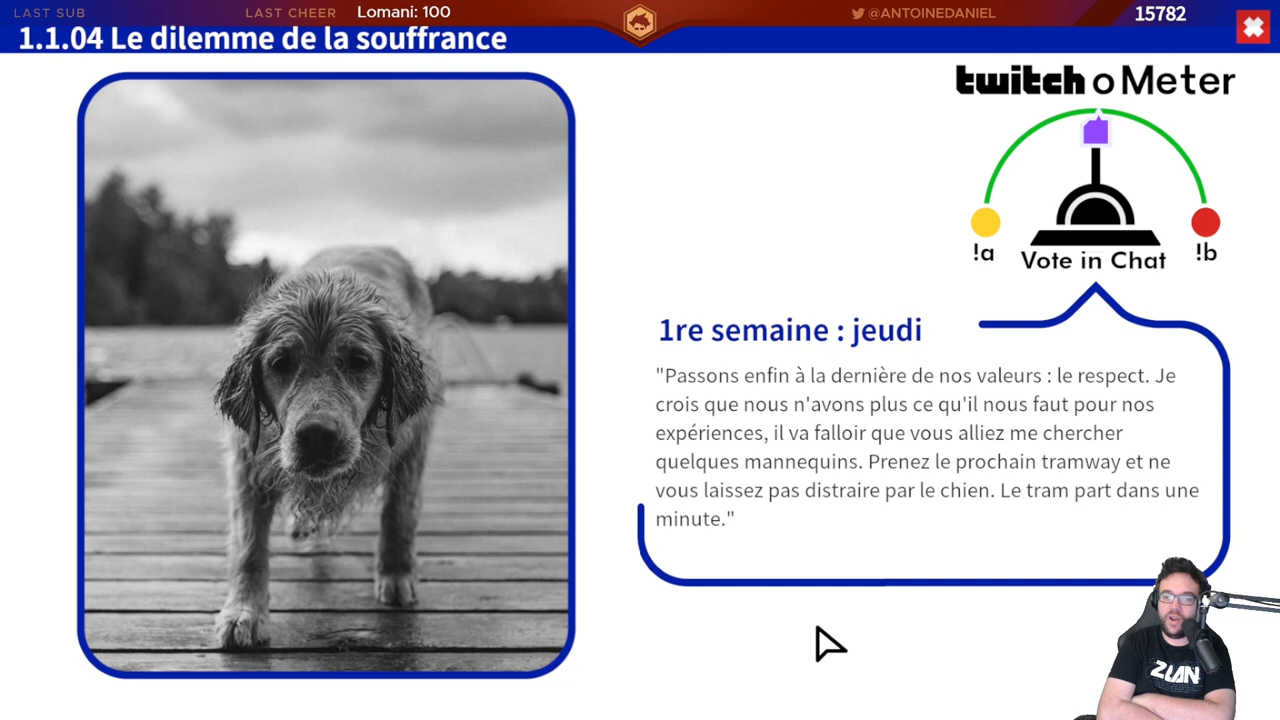 LAST SUB
LAST CHEER
Lomani: 100
@ANTOINEDANIEL
15782
1.1.04 Le dilemme de la souffrance
twitch o Meter
!a
Vote in Chat
!b
1re semaine : jeudi
"Passons enfin à la dernière de nos valeurs : le respect. Je
crois que nous n'avons plus ce qu'il nous faut pour nos
expériences, il va falloir que vous alliez me chercher
quelques mannequins. Prenez le prochain tramway et ne
vous laissez pas distraire par le chien. Le tram part dans une
minute."
ZLAN